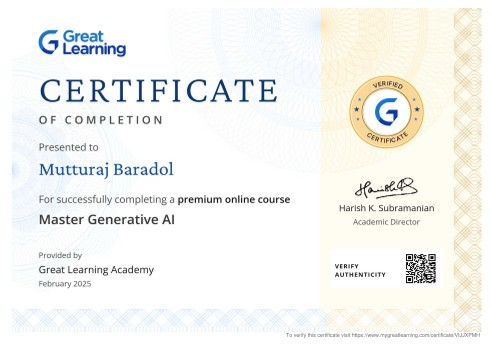 Great
Learning
CERTIFICATE
OF COMPLETION
Presented to
Mutturaj Baradol
For successfully completing a premium online course
Master Generative AI
Provided by
Great Learning Academy
February 2025
VERIFIED
G
CERTIFICATE
Harish K. Subramanian
Academic Director
VERIFY
AUTHENTICITY
To verify this certificate visit https://www.mygreatlearning.com/certificate/VUJXPMI1